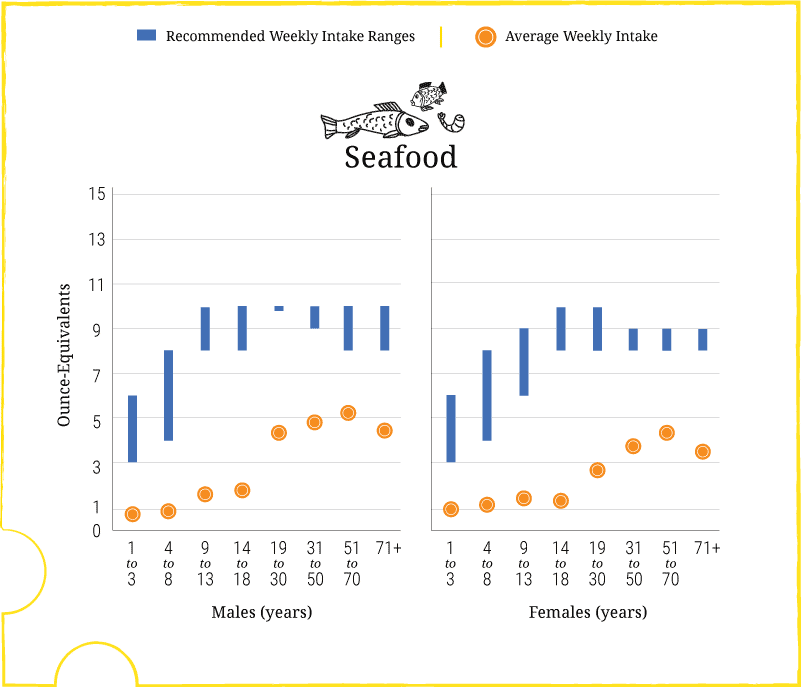 Recommended Weekly Intake Ranges
Average Weekly Intake
Seafood
Ounce-Equivalents
15
13
11
9
7
5
3
1
0
1 to 3
4 to 8
9 to 13
14 to 18
19 to 30
31 to 50
51 to 70
71+
Males (years)
1 to 3
4 to 8
9 to 13
14 to 18
19 to 30
31 to 50
51 to 70
71+
Females (years)